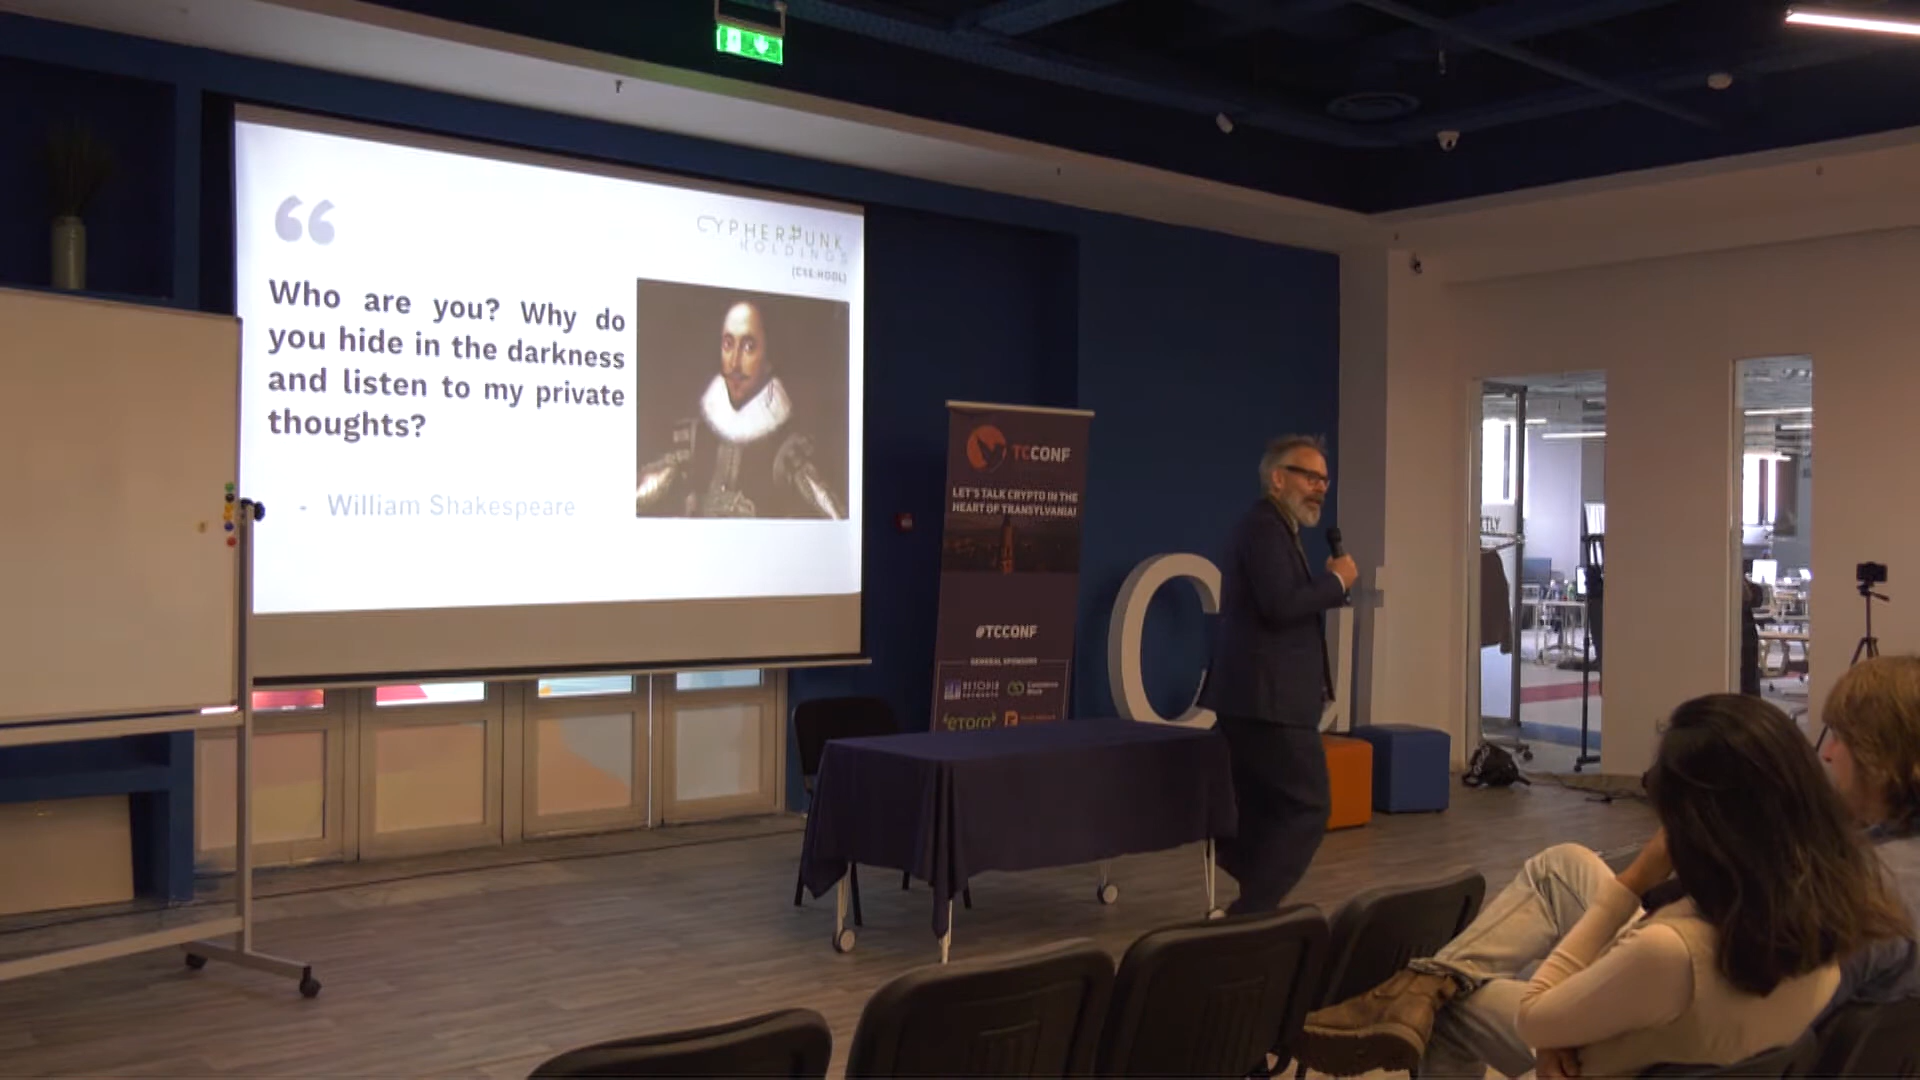 “
CYPHERPUNK
HOLDINGS
(CSE:HODL)
Who are you? Why do
you hide in the darkness
and listen to my private
thoughts?
- William Shakespeare
TCCONF
LET'S TALK CRYPTO IN THE
HEART OF TRANSYLVANIA!
#TCCONF
GENERAL SPONSORS
eToro
C